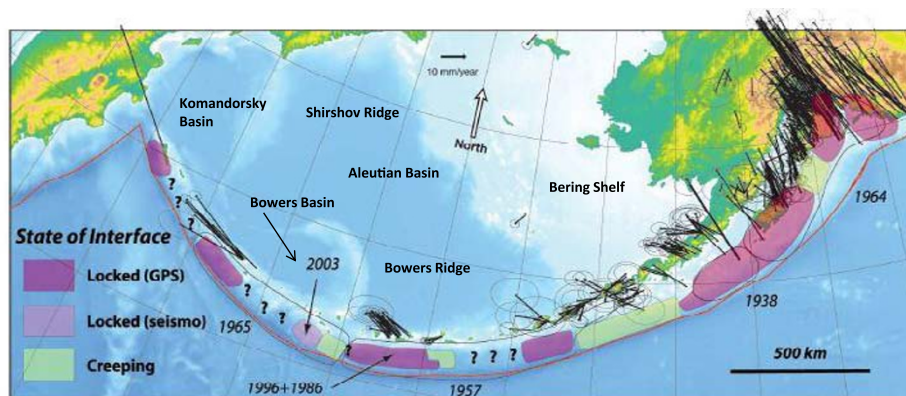 10 mm/year
North
Komandorsky
Basin
Shirshov Ridge
Aleutian Basin
Bering Shelf
Bowers Basin
Bowers Ridge
2003
1964
1938
1965
1957
1996+1986
? ? ? ? ? ? ? ? ? ?
State of Interface
Locked (GPS)
Locked (seismo)
Creeping
500 km